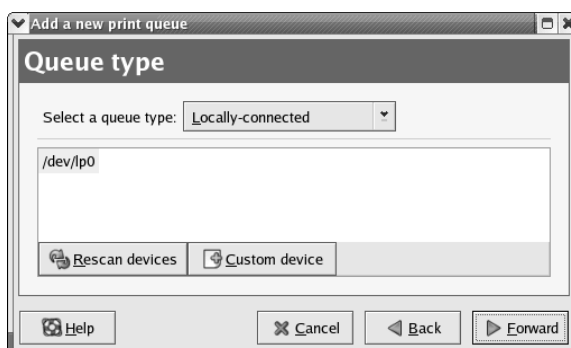 Add a new print queue
Queue type
Select a queue type: Locally-connected
/dev/lp0
Rescan devices Custom device
Help Cancel Back Forward